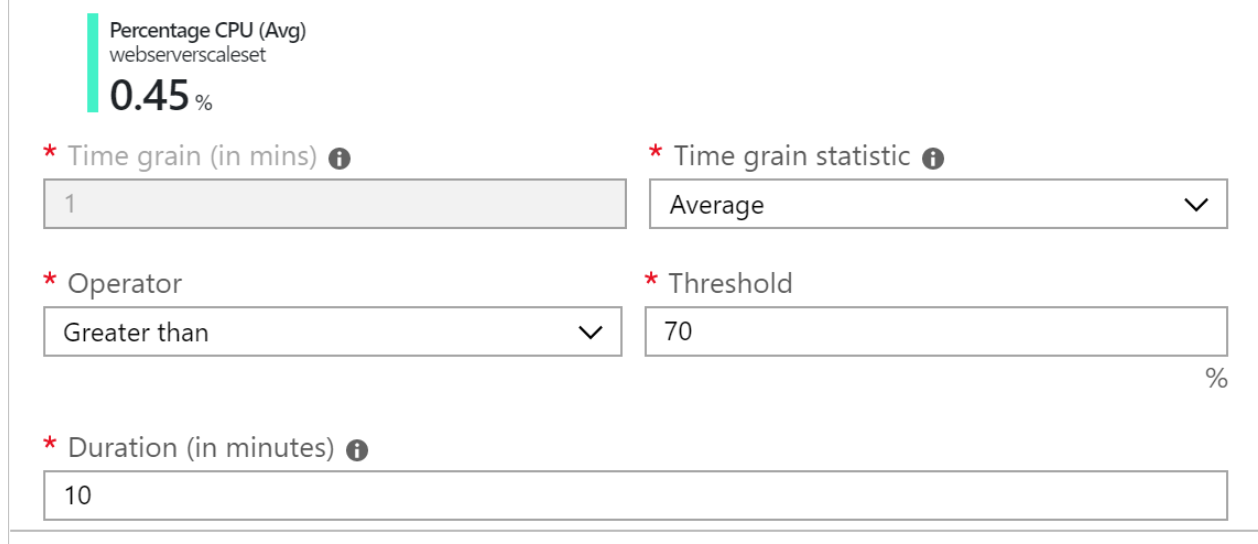 Percentage CPU (Avg)
webserverscaleset
0.45 %
* Time grain (in mins)
* Time grain statistic
1
Average
* Operator
* Threshold
Greater than
70
%
* Duration (in minutes)
10